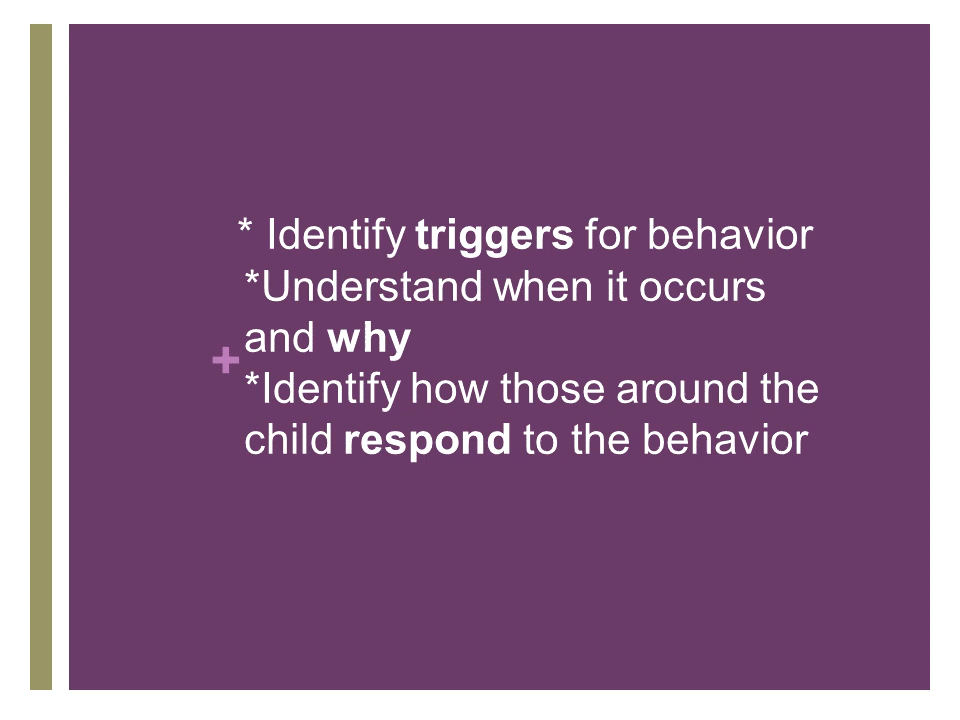 * Identify triggers for behavior
*Understand when it occurs
and why
+
*Identify how those around the
child respond to the behavior